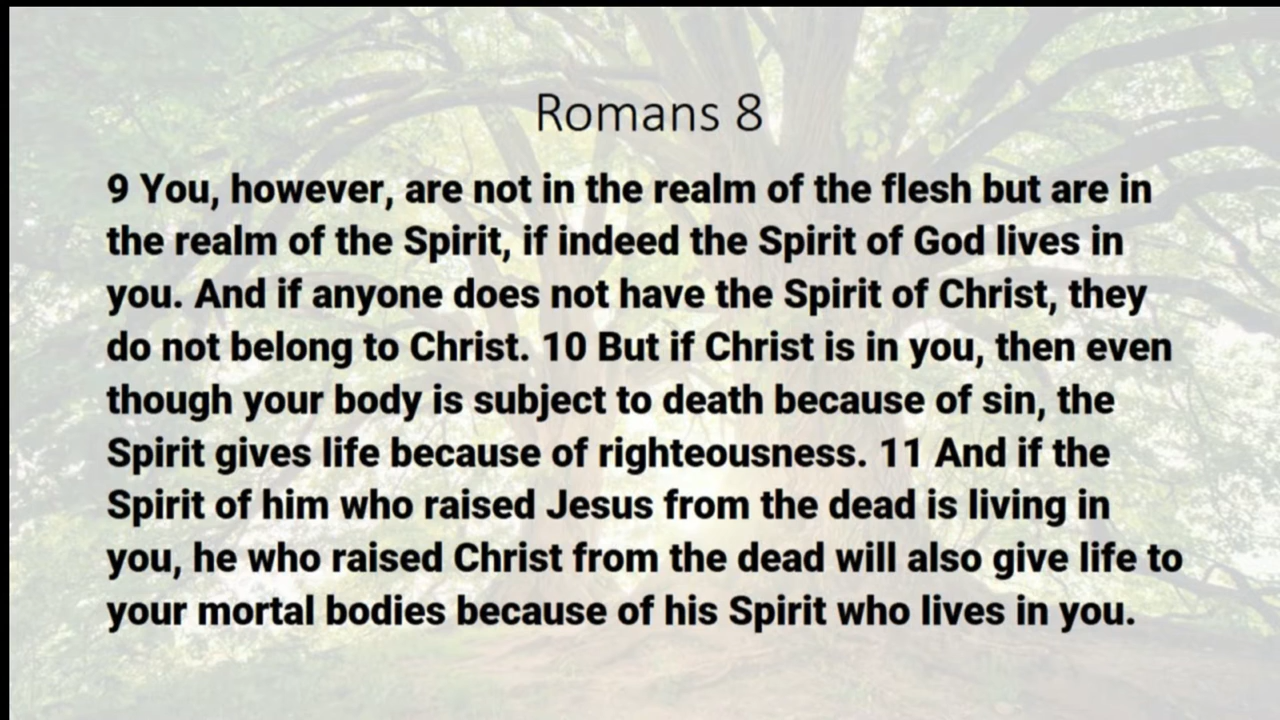 Romans 8
9 You, however, are not in the realm of the flesh but are in
the realm of the Spirit, if indeed the Spirit of God lives in
you. And if anyone does not have the Spirit of Christ, they
do not belong to Christ. 10 But if Christ is in you, then even
though your body is subject to death because of sin, the
Spirit gives life because of righteousness. 11 And if the
Spirit of him who raised Jesus from the dead is living in
you, he who raised Christ from the dead will also give life to
your mortal bodies because of his Spirit who lives in you.